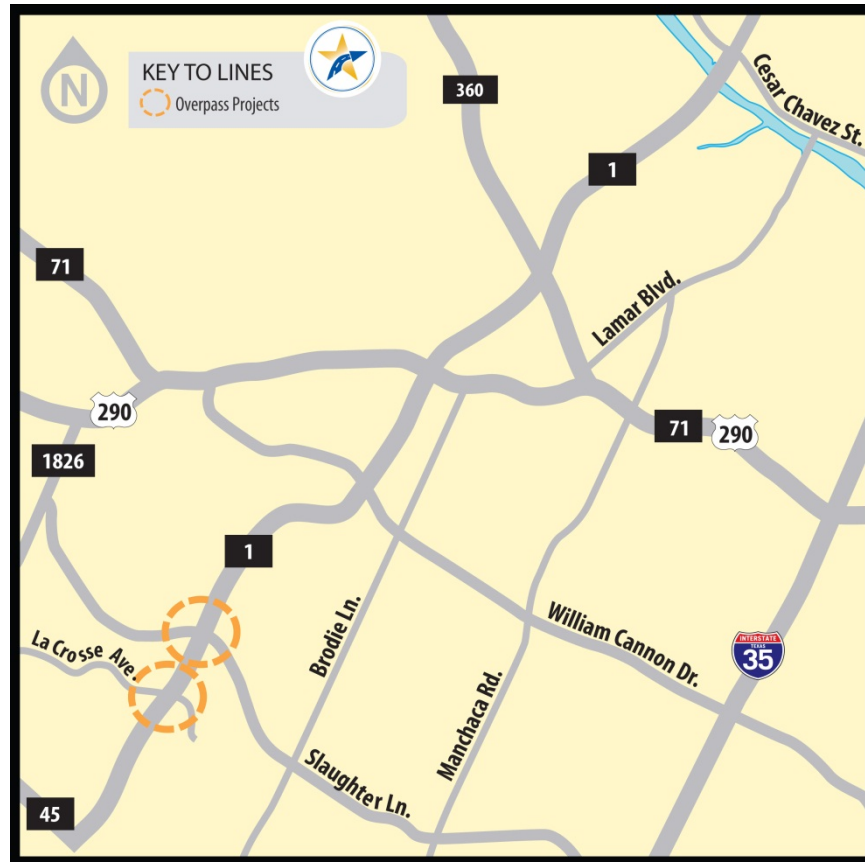 N
KEY TO LINES
Overpass Projects
360
Cesar Chavez St.
1
71
Lamar Blvd.
290
71
290
1826
1
Brodie Ln.
William Cannon Dr.
La Crosse Ave.
INTERSTATE
TEXAS
35
Manchaca Rd.
Slaughter Ln.
45